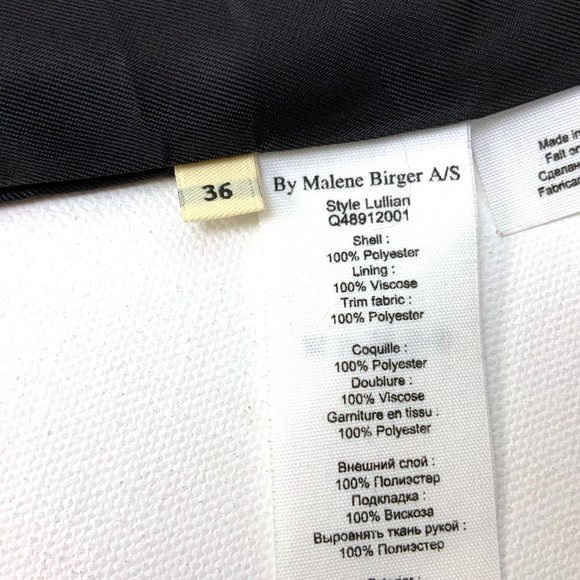 36
By Malene Birger A/S
Style Lullian
Q48912001
Shell :
100% Polyester
Lining :
100% Viscose
Trim fabric :
100% Polyester
Coquille :
100% Polyester
Doublure :
100% Viscose
Garniture en tissu :
100% Polyester
Внешний слой :
100% Полиэстер
Подкладка :
100% Вискоза
Выровнять ткань рукой :
100% Полиэстер
Made in
Fait